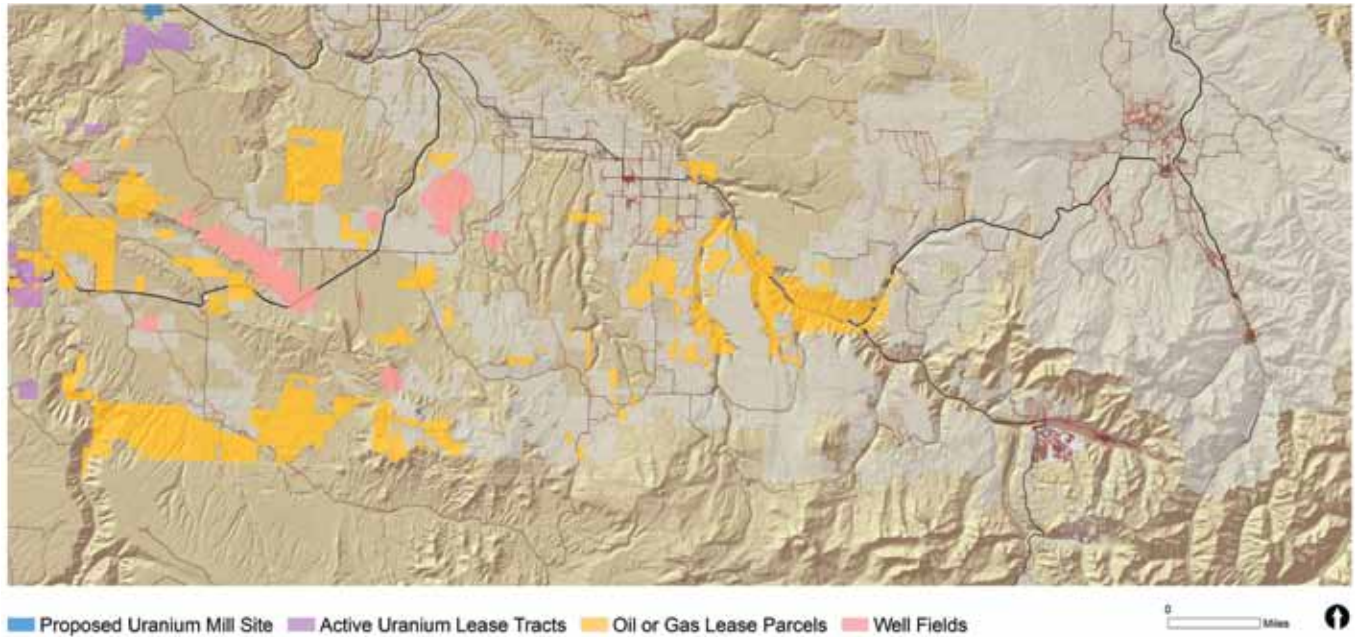 Proposed Uranium Mill Site Active Uranium Lease Tracts Oil or Gas Lease Parcels Well Fields
0
Miles